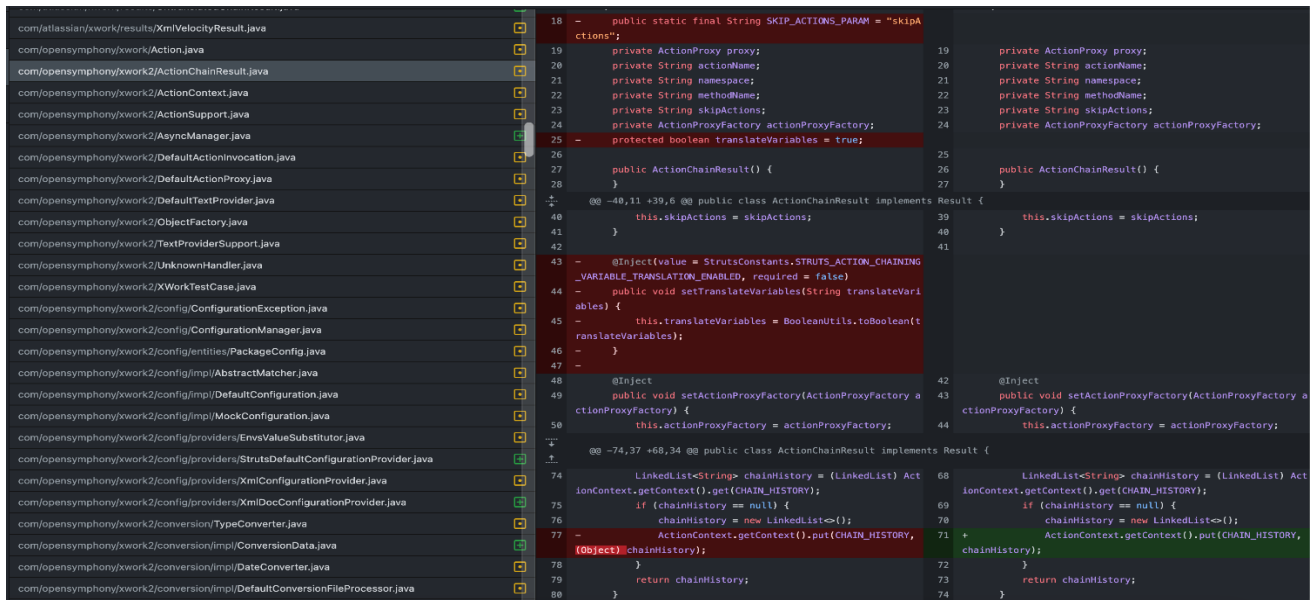 com/atlassian/xwork/results/XmlVelocityResult.java
com/opensymphony/xwork/Action.java
com/opensymphony/xwork2/ActionChainResult.java
com/opensymphony/xwork2/ActionContext.java
com/opensymphony/xwork2/ActionSupport.java
com/opensymphony/xwork2/AsyncManager.java
com/opensymphony/xwork2/DefaultActionInvocation.java
com/opensymphony/xwork2/DefaultActionProxy.java
com/opensymphony/xwork2/DefaultTextProvider.java
com/opensymphony/xwork2/ObjectFactory.java
com/opensymphony/xwork2/TextProviderSupport.java
com/opensymphony/xwork2/UnknownHandler.java
com/opensymphony/xwork2/XWorkTestCase.java
com/opensymphony/xwork2/config/ConfigurationException.java
com/opensymphony/xwork2/config/ConfigurationManager.java
com/opensymphony/xwork2/config/entities/PackageConfig.java
com/opensymphony/xwork2/config/impl/AbstractMatcher.java
com/opensymphony/xwork2/config/impl/DefaultConfiguration.java
com/opensymphony/xwork2/config/impl/MockConfiguration.java
com/opensymphony/xwork2/config/providers/EnvsValueSubstitutor.java
com/opensymphony/xwork2/config/providers/StrutsDefaultConfigurationProvider.java
com/opensymphony/xwork2/config/providers/XmlConfigurationProvider.java
com/opensymphony/xwork2/config/providers/XmlDocConfigurationProvider.java
com/opensymphony/xwork2/conversion/TypeConverter.java
com/opensymphony/xwork2/conversion/impl/ConversionData.java
com/opensymphony/xwork2/conversion/impl/DateConverter.java
com/opensymphony/xwork2/conversion/impl/DefaultConversionFileProcessor.java
18 - public static final String SKIP_ACTIONS_PARAM = "skipA
ctions";
19 private ActionProxy proxy;
20 private String actionName;
21 private String namespace;
22 private String methodName;
23 private String skipActions;
24 private ActionProxyFactory actionProxyFactory;
25 - protected boolean translateVariables = true;
26
27 public ActionChainResult() {
28 }
@@ -40,11 +39,6 @@ public class ActionChainResult implements Result {
40 this.skipActions = skipActions;
41 }
42
43 - @Inject(value = StrutsConstants.STRUTS_ACTION_CHAINING
_VARIABLE_TRANSLATION_ENABLED, required = false)
44 - public void setTranslateVariables(String translateVari
ables) {
45 - this.translateVariables = BooleanUtils.toBoolean(t
ranslateVariables);
46 - }
47 -
48 @Inject
49 public void setActionProxyFactory(ActionProxyFactory a
ctionProxyFactory) {
50 this.actionProxyFactory = actionProxyFactory;
@@ -74,37 +68,34 @@ public class ActionChainResult implements Result {
74 LinkedList<String> chainHistory = (LinkedList) Act
ionContext.getContext().get(CHAIN_HISTORY);
75 if (chainHistory == null) {
76 chainHistory = new LinkedList<>();
77 - ActionContext.getContext().put(CHAIN_HISTORY,
(Object) chainHistory);
78 }
79 return chainHistory;
80 }
19 private ActionProxy proxy;
20 private String actionName;
21 private String namespace;
22 private String methodName;
23 private String skipActions;
24 private ActionProxyFactory actionProxyFactory;
25
26 public ActionChainResult() {
27 }
39 this.skipActions = skipActions;
40 }
41
42 @Inject
43 public void setActionProxyFactory(ActionProxyFactory a
ctionProxyFactory) {
44 this.actionProxyFactory = actionProxyFactory;
68 LinkedList<String> chainHistory = (LinkedList) Act
ionContext.getContext().get(CHAIN_HISTORY);
69 if (chainHistory == null) {
70 chainHistory = new LinkedList<>();
71 + ActionContext.getContext().put(CHAIN_HISTORY,
chainHistory);
72 }
73 return chainHistory;
74 }